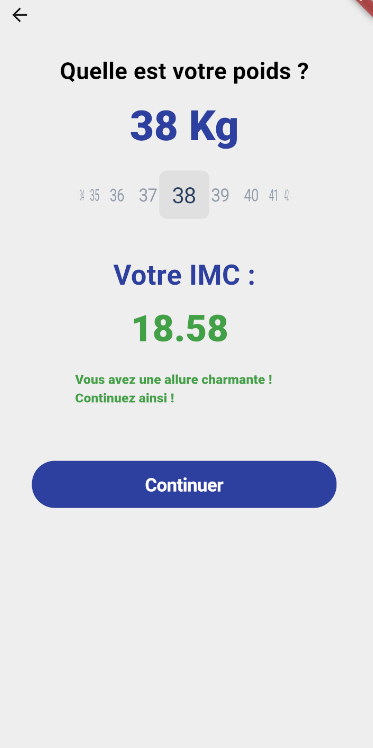 Quelle est votre poids ?
38 Kg
34 35 36 37 38 39 40 41 42
Votre IMC :
18.58
Vous avez une allure charmante !
Continuez ainsi !
Continuer